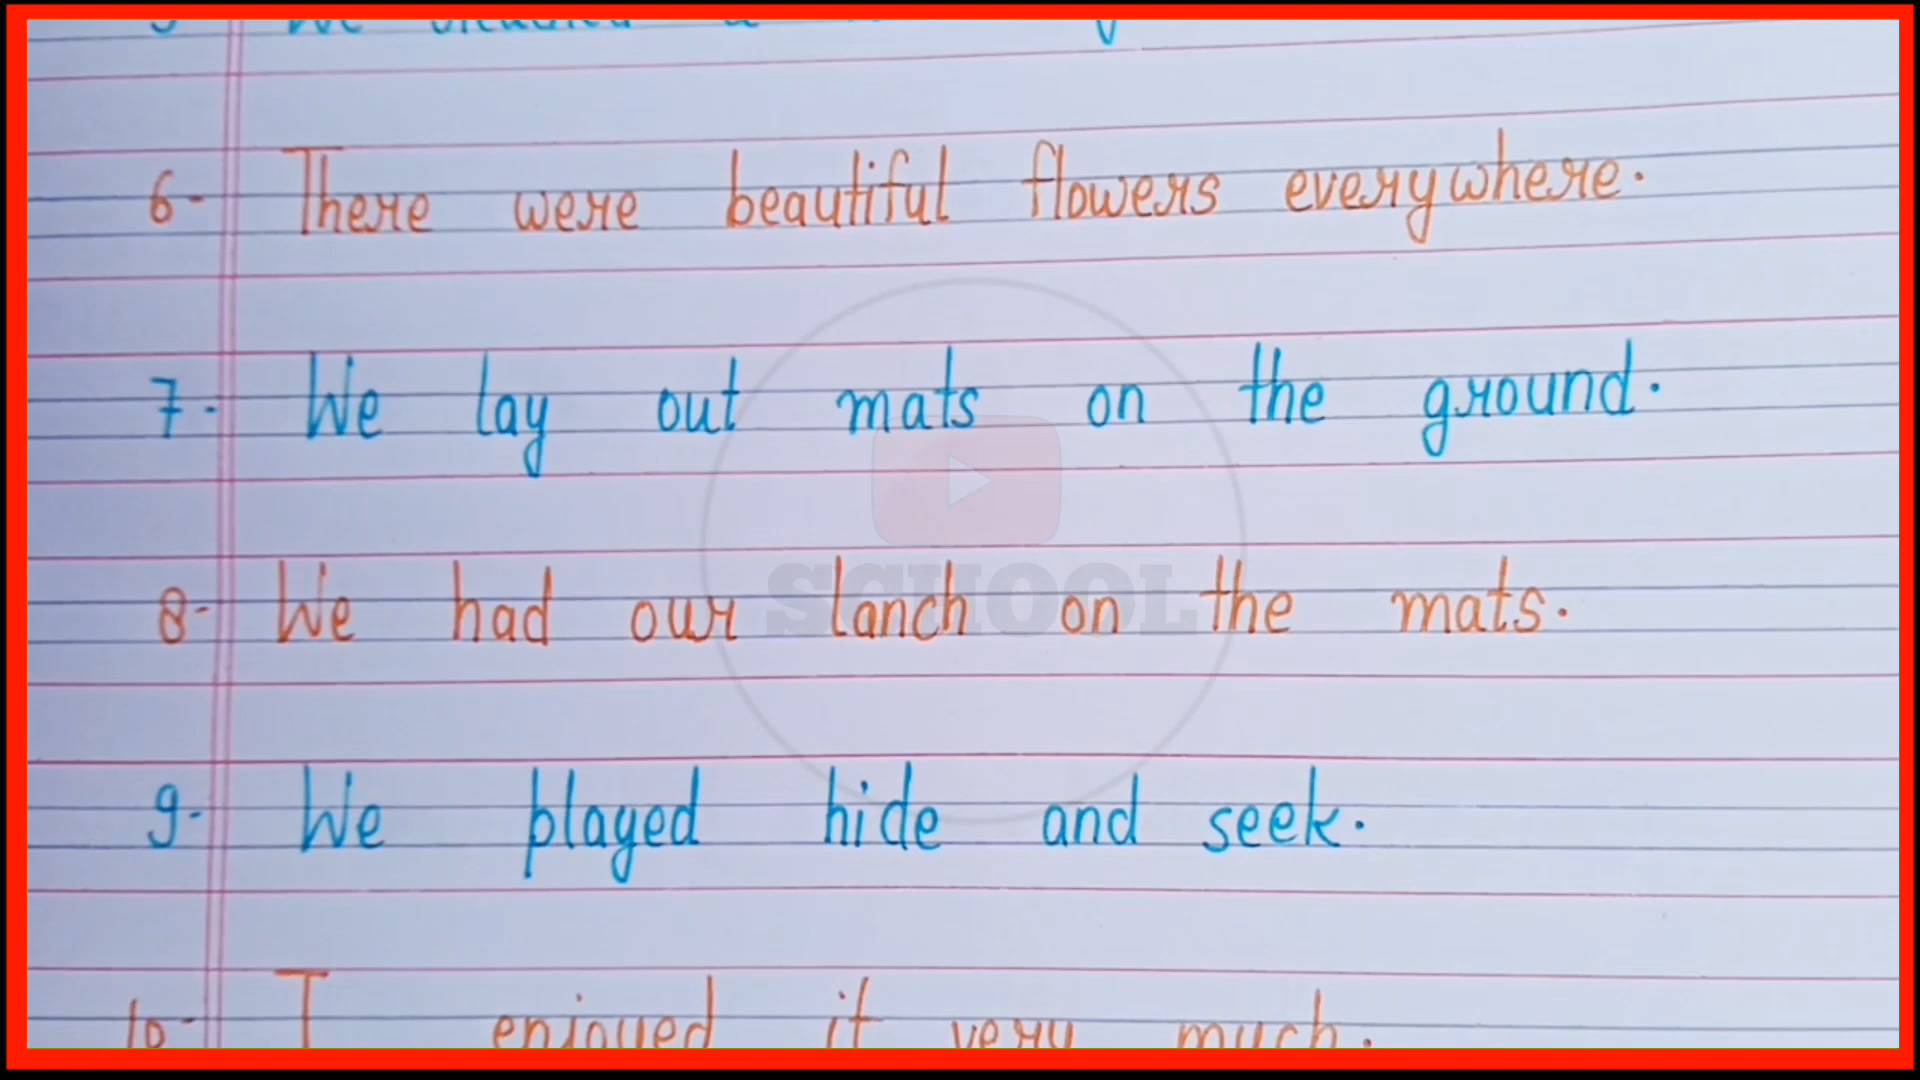 6- There were beautiful flowers everywhere.
7- We lay out mats on the ground.
8- We had our lanch on the mats.
SCHOOL
9- We played hide and seek.
10- I enjoyed it very much.